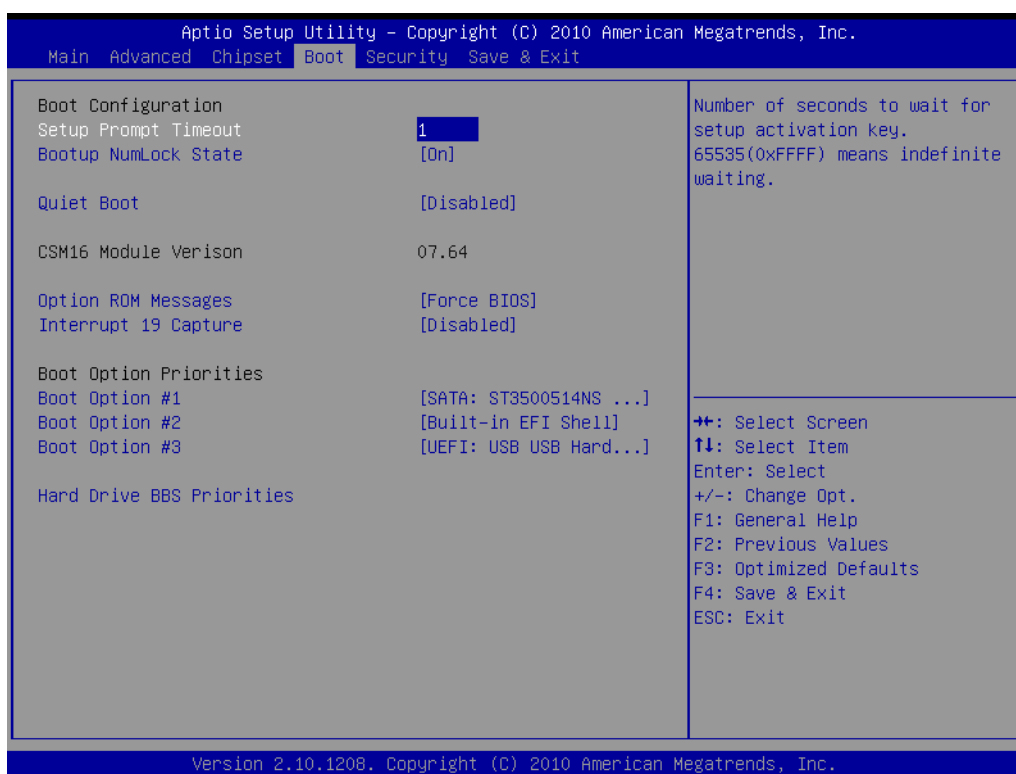 Aptio Setup Utility – Copyright (C) 2010 American Megatrends, Inc.
Main Advanced Chipset Boot Security Save & Exit
Boot Configuration
Setup Prompt Timeout 1
Bootup NumLock State [On]
Quiet Boot [Disabled]
CSM16 Module Verison 07.64
Option ROM Messages [Force BIOS]
Interrupt 19 Capture [Disabled]
Boot Option Priorities
Boot Option #1 [SATA: ST3500514NS ...]
Boot Option #2 [Built-in EFI Shell]
Boot Option #3 [UEFI: USB USB Hard...]
Hard Drive BBS Priorities
Number of seconds to wait for
setup activation key.
65535(0xFFFF) means indefinite
waiting.
→←: Select Screen
↑↓: Select Item
Enter: Select
+/-: Change Opt.
F1: General Help
F2: Previous Values
F3: Optimized Defaults
F4: Save & Exit
ESC: Exit
Version 2.10.1208. Copyright (C) 2010 American Megatrends, Inc.